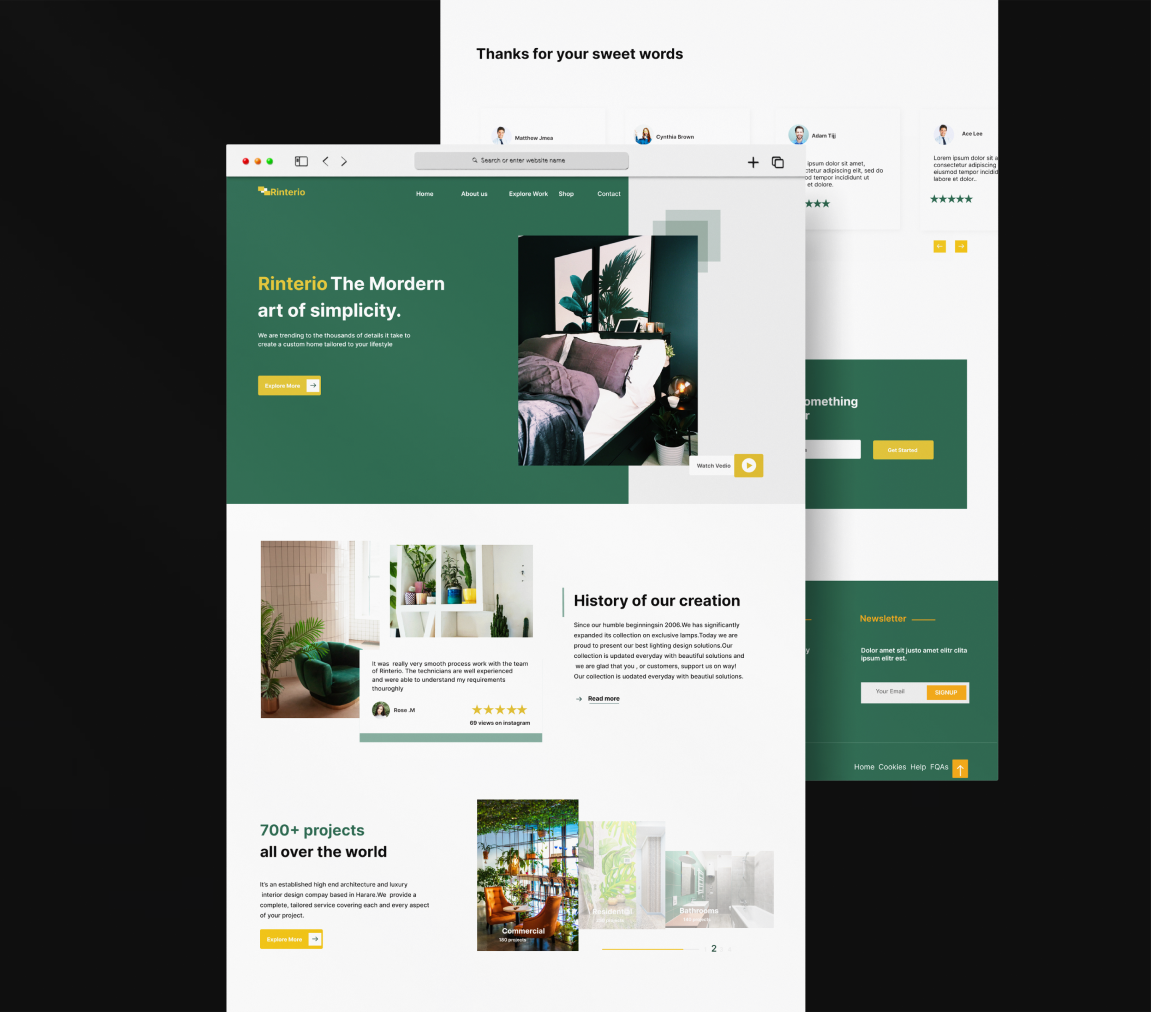 Thanks for your sweet words
Matthew Jmea
Cynthia Brown
Adam Tijj
Ace Lee
ipsum dolor sit amet,
ctetur adipiscing elit, sed do
od tempor incididunt ut
et dolore.
Lorem ipsum dolor sit a
consectetur adipiscing
eiusmod tempor incidid
labore et dolor..
Search or enter website name
Rinterio
Home About us Explore Work Shop Contact
Rinterio The Mordern
art of simplicity.
We are trending to the thousands of details it take to
create a custom home tailored to your lifestyle
Explore More
Watch Vedio
omething
r
Get Started
It was really very smooth process work with the team
of Rinterio. The technicians are well experienced
and were able to understand my requirements
thouroghly
Rose .M
69 views on instagram
History of our creation
Since our humble beginningsin 2006.We has significantly
expanded its collection on exclusive lamps.Today we are
proud to present our best lighting design solutions.Our
collection is updated everyday with beautiful solutions and
we are glad that you , or customers, support us on way!
Our collection is uodated everyday with beautiul solutions.
Read more
Newsletter
y
Dolor amet sit justo amet elitr clita
ipsum elitr est.
Your Email
SIGNUP
Home Cookies Help FQAs
700+ projects
all over the world
It's an established high end architecture and luxury
interior design compay based in Harare.We provide a
complete, tailored service covering each and every aspect
of your project.
Explore More
Commercial
160 projects
Residential
Bathrooms
2